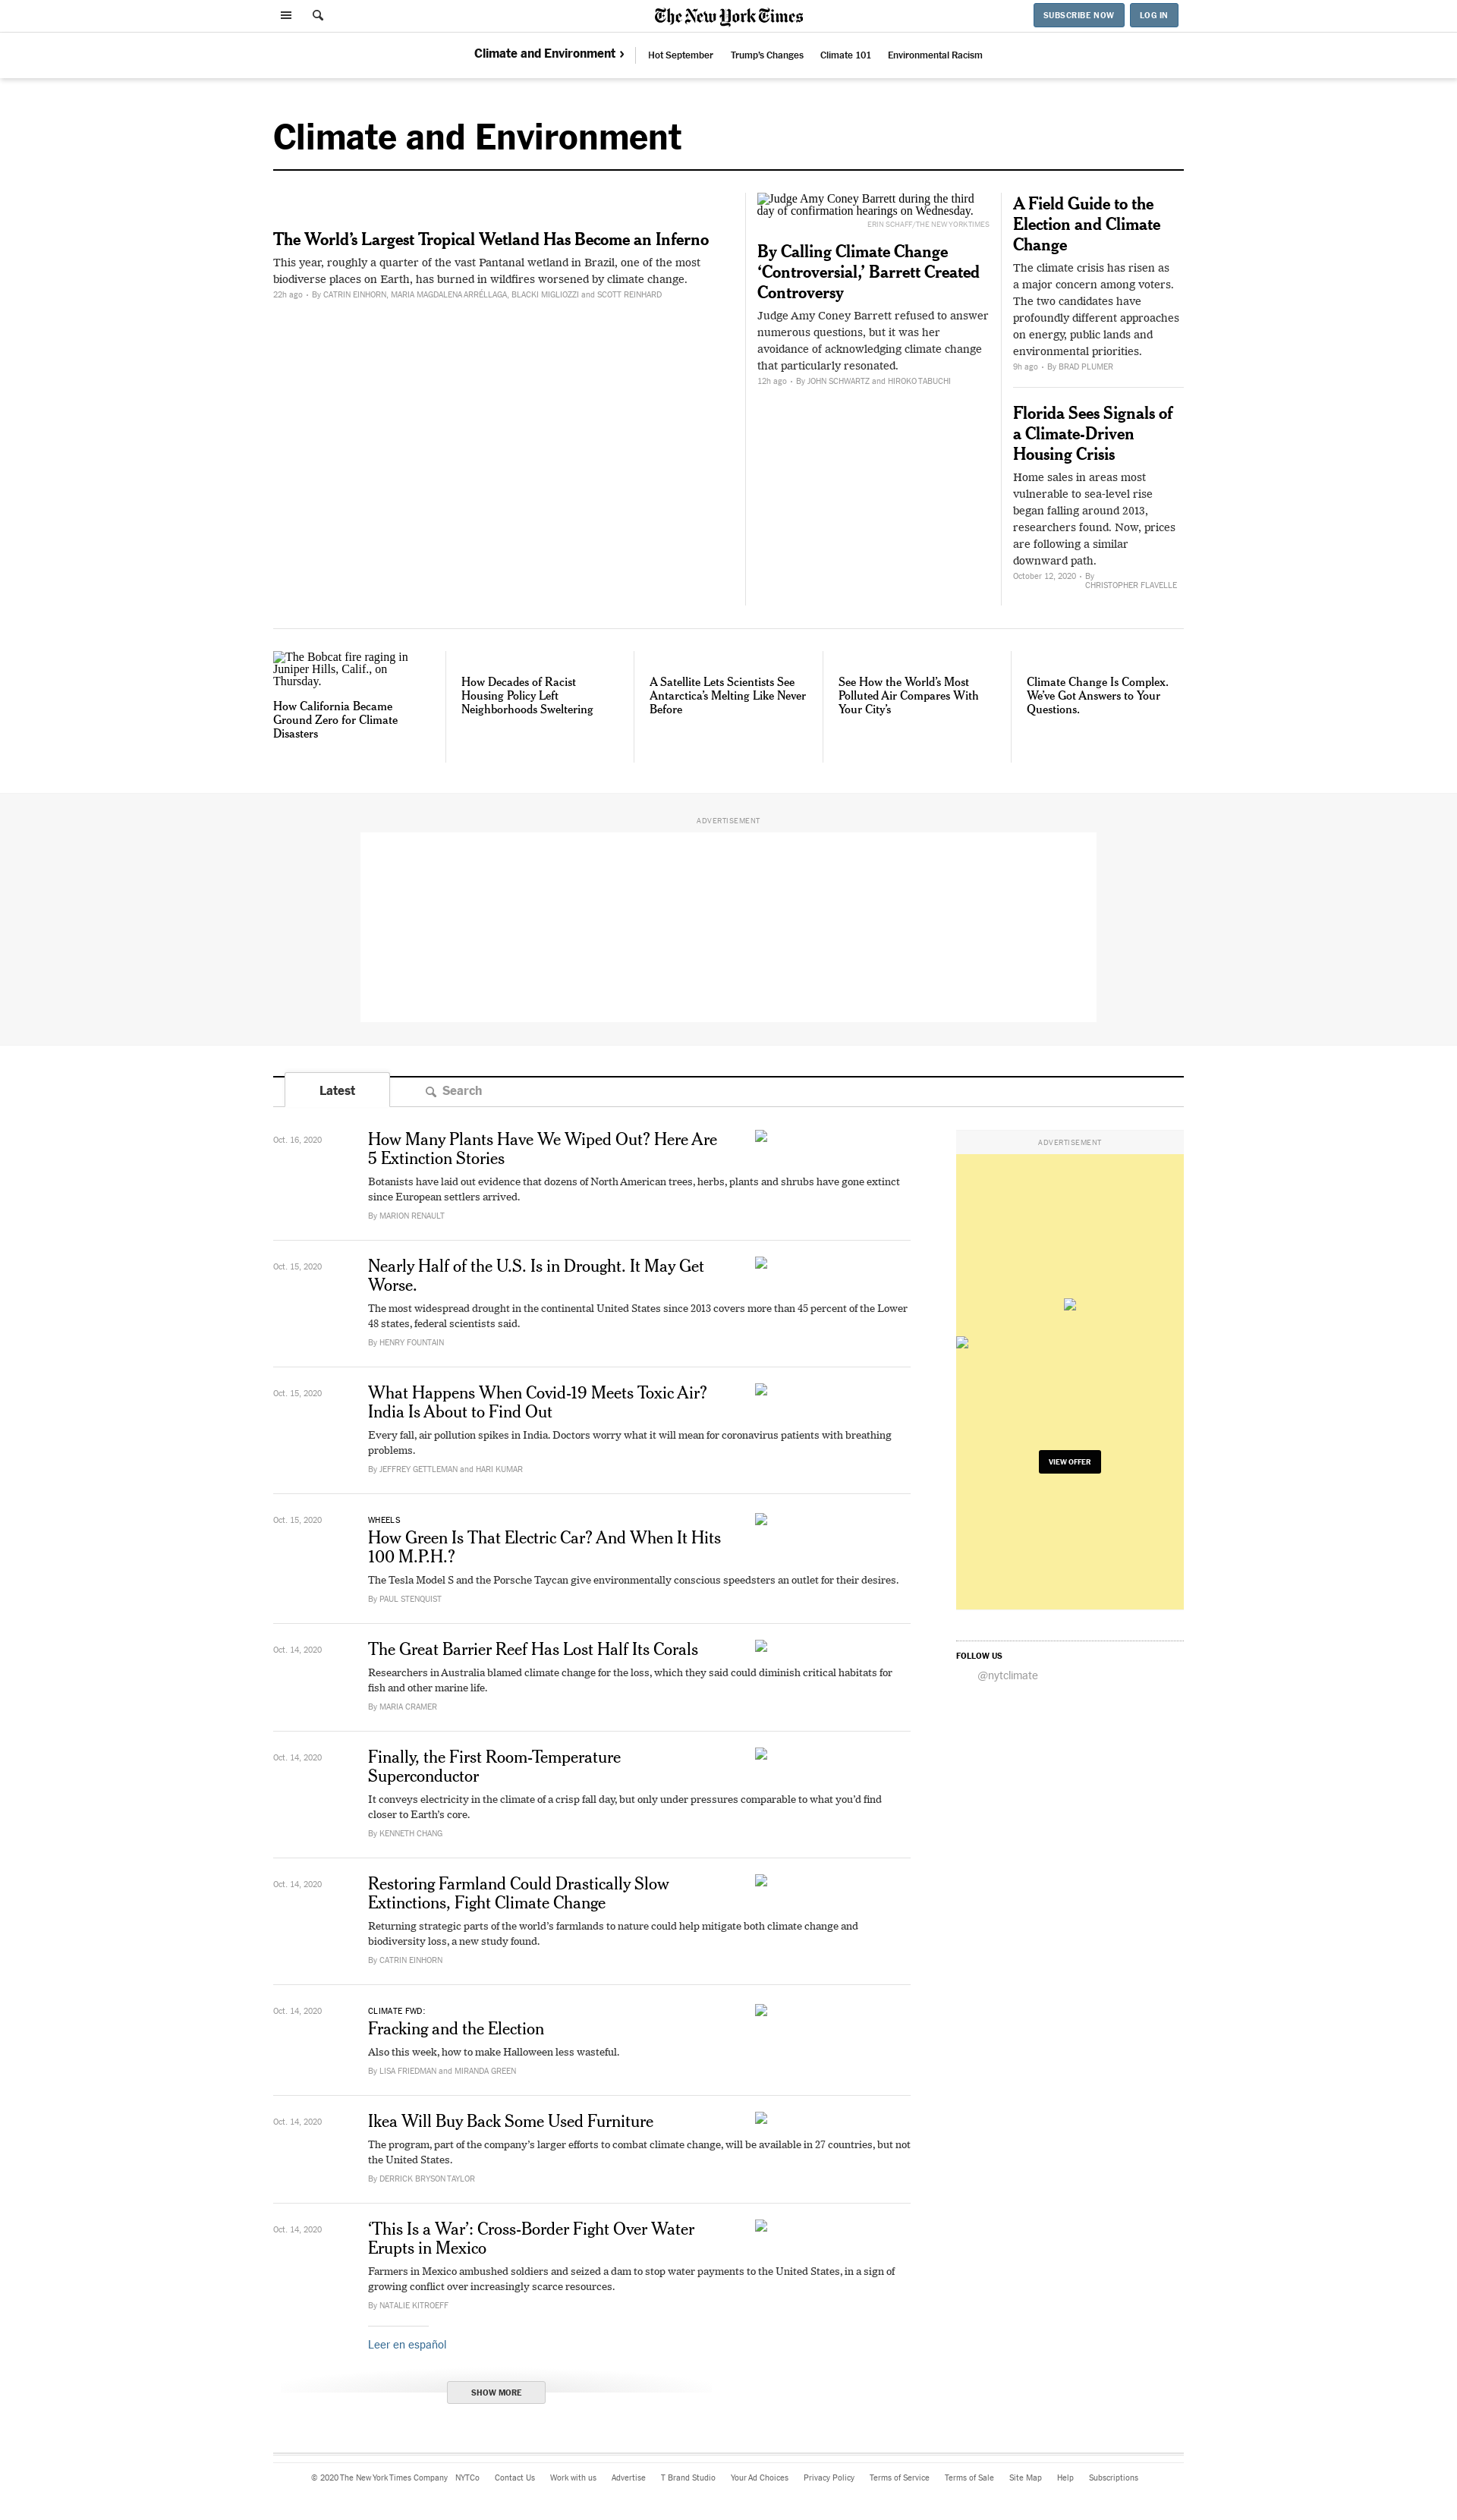 The New York Times
SUBSCRIBE NOW
LOG IN
Climate and Environment ›
Hot September
Trump's Changes
Climate 101
Environmental Racism
Climate and Environment
The World's Largest Tropical Wetland Has Become an Inferno
This year, roughly a quarter of the vast Pantanal wetland in Brazil, one of the most
biodiverse places on Earth, has burned in wildfires worsened by climate change.
22h ago · By CATRIN EINHORN, MARIA MAGDALENA ARRÉLLAGA, BLACKI MIGLIOZZI and SCOTT REINHARD
Judge Amy Coney Barrett during the third
day of confirmation hearings on Wednesday.
ERIN SCHAFF/THE NEW YORK TIMES
By Calling Climate Change
‘Controversial,’ Barrett Created
Controversy
Judge Amy Coney Barrett refused to answer
numerous questions, but it was her
avoidance of acknowledging climate change
that particularly resonated.
12h ago · By JOHN SCHWARTZ and HIROKO TABUCHI
A Field Guide to the
Election and Climate
Change
The climate crisis has risen as
a major concern among voters.
The two candidates have
profoundly different approaches
on energy, public lands and
environmental priorities.
9h ago · By BRAD PLUMER
Florida Sees Signals of
a Climate-Driven
Housing Crisis
Home sales in areas most
vulnerable to sea-level rise
began falling around 2013,
researchers found. Now, prices
are following a similar
downward path.
October 12, 2020 · By
CHRISTOPHER FLAVELLE
The Bobcat fire raging in
Juniper Hills, Calif., on
Thursday.
How California Became
Ground Zero for Climate
Disasters
How Decades of Racist
Housing Policy Left
Neighborhoods Sweltering
A Satellite Lets Scientists See
Antarctica's Melting Like Never
Before
See How the World's Most
Polluted Air Compares With
Your City's
Climate Change Is Complex.
We've Got Answers to Your
Questions.
ADVERTISEMENT
Latest
Search
Oct. 16, 2020
How Many Plants Have We Wiped Out? Here Are
5 Extinction Stories
Botanists have laid out evidence that dozens of North American trees, herbs, plants and shrubs have gone extinct
since European settlers arrived.
By MARION RENAULT
Oct. 15, 2020
Nearly Half of the U.S. Is in Drought. It May Get
Worse.
The most widespread drought in the continental United States since 2013 covers more than 45 percent of the Lower
48 states, federal scientists said.
By HENRY FOUNTAIN
Oct. 15, 2020
What Happens When Covid-19 Meets Toxic Air?
India Is About to Find Out
Every fall, air pollution spikes in India. Doctors worry what it will mean for coronavirus patients with breathing
problems.
By JEFFREY GETTLEMAN and HARI KUMAR
Oct. 15, 2020
WHEELS
How Green Is That Electric Car? And When It Hits
100 M.P.H.?
The Tesla Model S and the Porsche Taycan give environmentally conscious speedsters an outlet for their desires.
By PAUL STENQUIST
Oct. 14, 2020
The Great Barrier Reef Has Lost Half Its Corals
Researchers in Australia blamed climate change for the loss, which they said could diminish critical habitats for
fish and other marine life.
By MARIA CRAMER
Oct. 14, 2020
Finally, the First Room-Temperature
Superconductor
It conveys electricity in the climate of a crisp fall day, but only under pressures comparable to what you'd find
closer to Earth's core.
By KENNETH CHANG
Oct. 14, 2020
Restoring Farmland Could Drastically Slow
Extinctions, Fight Climate Change
Returning strategic parts of the world's farmlands to nature could help mitigate both climate change and
biodiversity loss, a new study found.
By CATRIN EINHORN
Oct. 14, 2020
CLIMATE FWD:
Fracking and the Election
Also this week, how to make Halloween less wasteful.
By LISA FRIEDMAN and MIRANDA GREEN
Oct. 14, 2020
Ikea Will Buy Back Some Used Furniture
The program, part of the company's larger efforts to combat climate change, will be available in 27 countries, but not
the United States.
By DERRICK BRYSON TAYLOR
Oct. 14, 2020
‘This Is a War’: Cross-Border Fight Over Water
Erupts in Mexico
Farmers in Mexico ambushed soldiers and seized a dam to stop water payments to the United States, in a sign of
growing conflict over increasingly scarce resources.
By NATALIE KITROEFF
Leer en español
SHOW MORE
ADVERTISEMENT
VIEW OFFER
FOLLOW US
@nytclimate
© 2020 The New York Times Company
NYTCo
Contact Us
Work with us
Advertise
T Brand Studio
Your Ad Choices
Privacy Policy
Terms of Service
Terms of Sale
Site Map
Help
Subscriptions